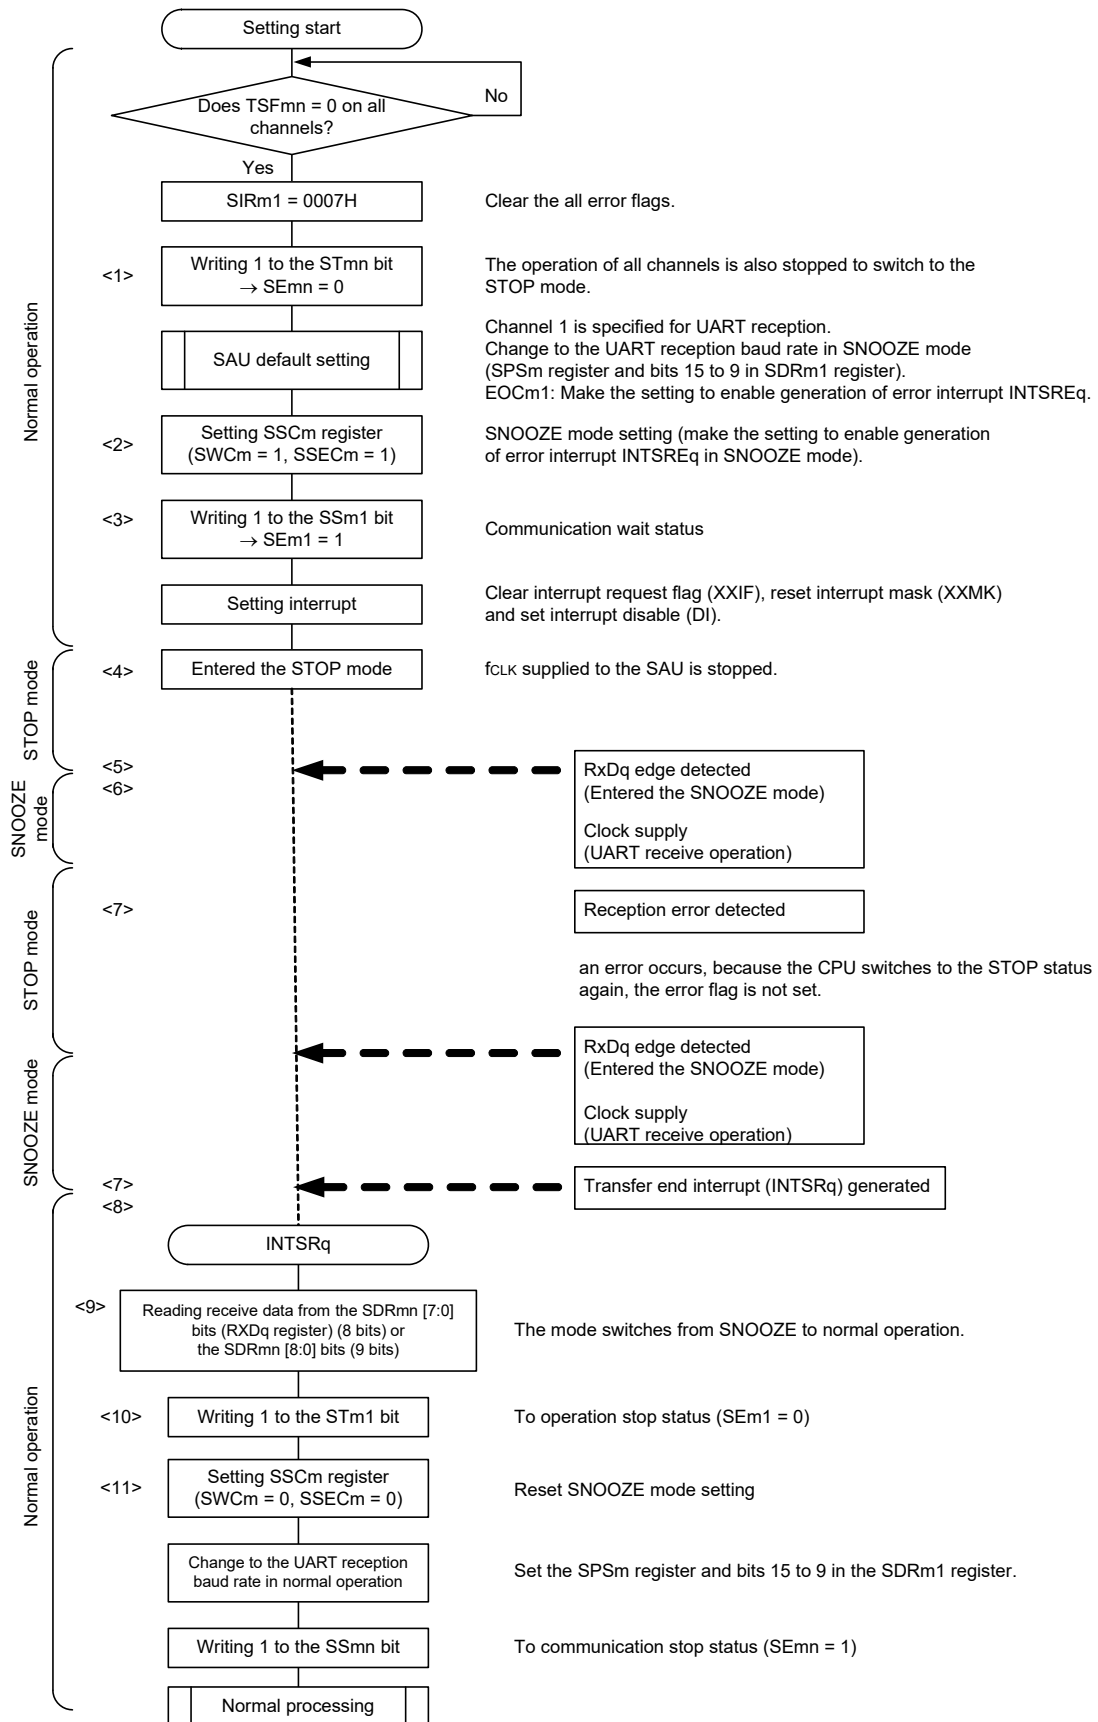 Setting start
Does TSFmn = 0 on all
channels?
No
Yes
SIRm1 = 0007H
Clear the all error flags.
<1>
Writing 1 to the STmn bit
→ SEmn = 0
The operation of all channels is also stopped to switch to the
STOP mode.
SAU default setting
Channel 1 is specified for UART reception.
Change to the UART reception baud rate in SNOOZE mode
(SPSm register and bits 15 to 9 in SDRm1 register).
EOCm1: Make the setting to enable generation of error interrupt INTSREq.
Normal operation
<2>
Setting SSCm register
(SWCm = 1, SSECm = 1)
SNOOZE mode setting (make the setting to enable generation
of error interrupt INTSREq in SNOOZE mode).
<3>
Writing 1 to the SSm1 bit
→ SEm1 = 1
Communication wait status
Setting interrupt
Clear interrupt request flag (XXIF), reset interrupt mask (XXMK)
and set interrupt disable (DI).
STOP mode
<4>
Entered the STOP mode
fCLK supplied to the SAU is stopped.
<5>
<6>
SNOOZE
mode
RxDq edge detected
(Entered the SNOOZE mode)
Clock supply
(UART receive operation)
STOP mode
<7>
Reception error detected
an error occurs, because the CPU switches to the STOP status
again, the error flag is not set.
SNOOZE mode
RxDq edge detected
(Entered the SNOOZE mode)
Clock supply
(UART receive operation)
<7>
<8>
Transfer end interrupt (INTSRq) generated
INTSRq
<9>
Reading receive data from the SDRmn [7:0]
bits (RXDq register) (8 bits) or
the SDRmn [8:0] bits (9 bits)
The mode switches from SNOOZE to normal operation.
Normal operation
<10>
Writing 1 to the STm1 bit
To operation stop status (SEm1 = 0)
<11>
Setting SSCm register
(SWCm = 0, SSECm = 0)
Reset SNOOZE mode setting
Change to the UART reception
baud rate in normal operation
Set the SPSm register and bits 15 to 9 in the SDRm1 register.
Writing 1 to the SSmn bit
To communication stop status (SEmn = 1)
Normal processing